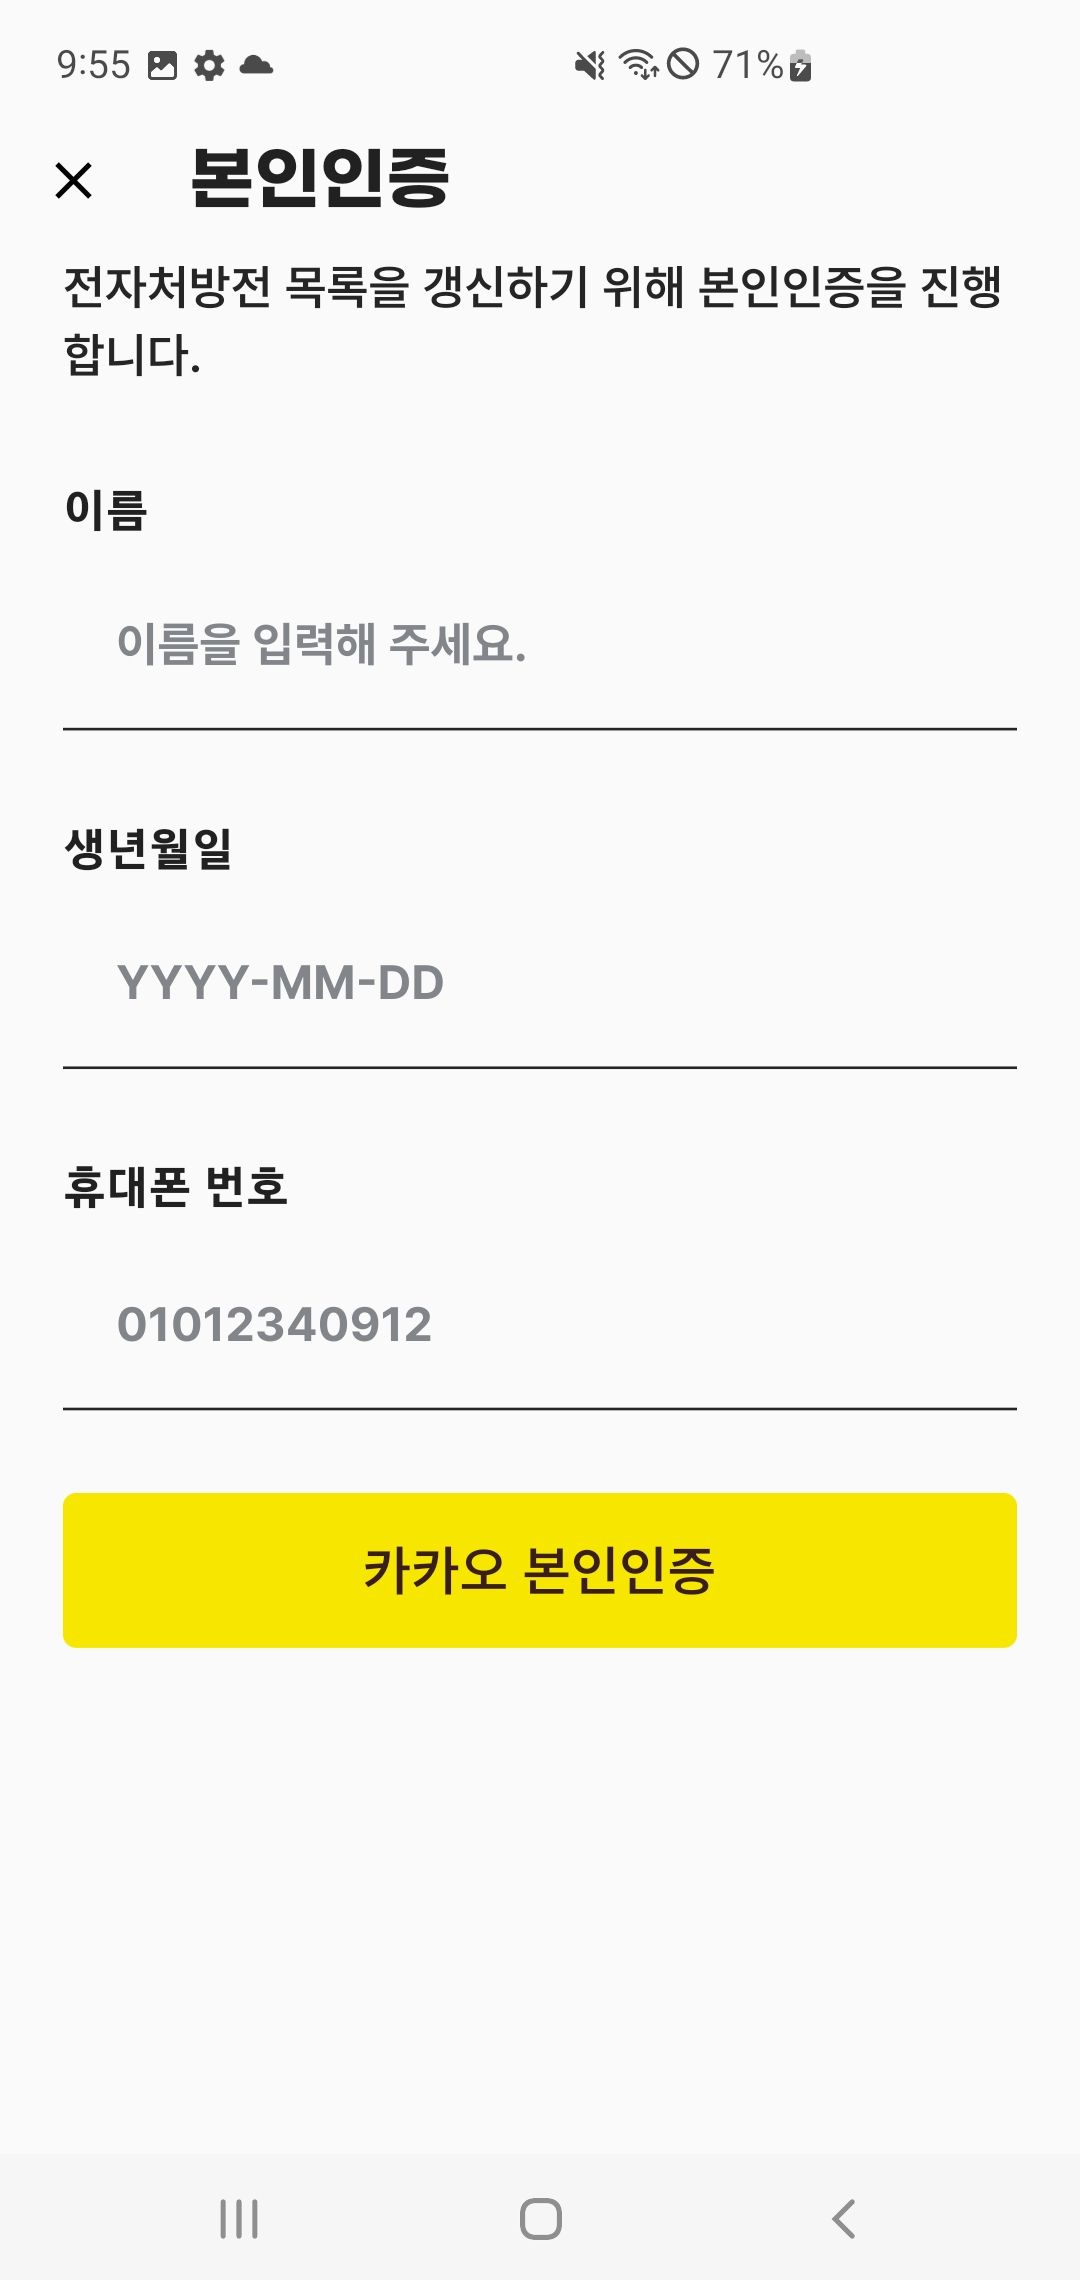 9:55 71%
본인인증
전자처방전 목록을 갱신하기 위해 본인인증을 진행
합니다.
이름
이름을 입력해 주세요.
생년월일
YYYY-MM-DD
휴대폰 번호
01012340912
카카오 본인인증